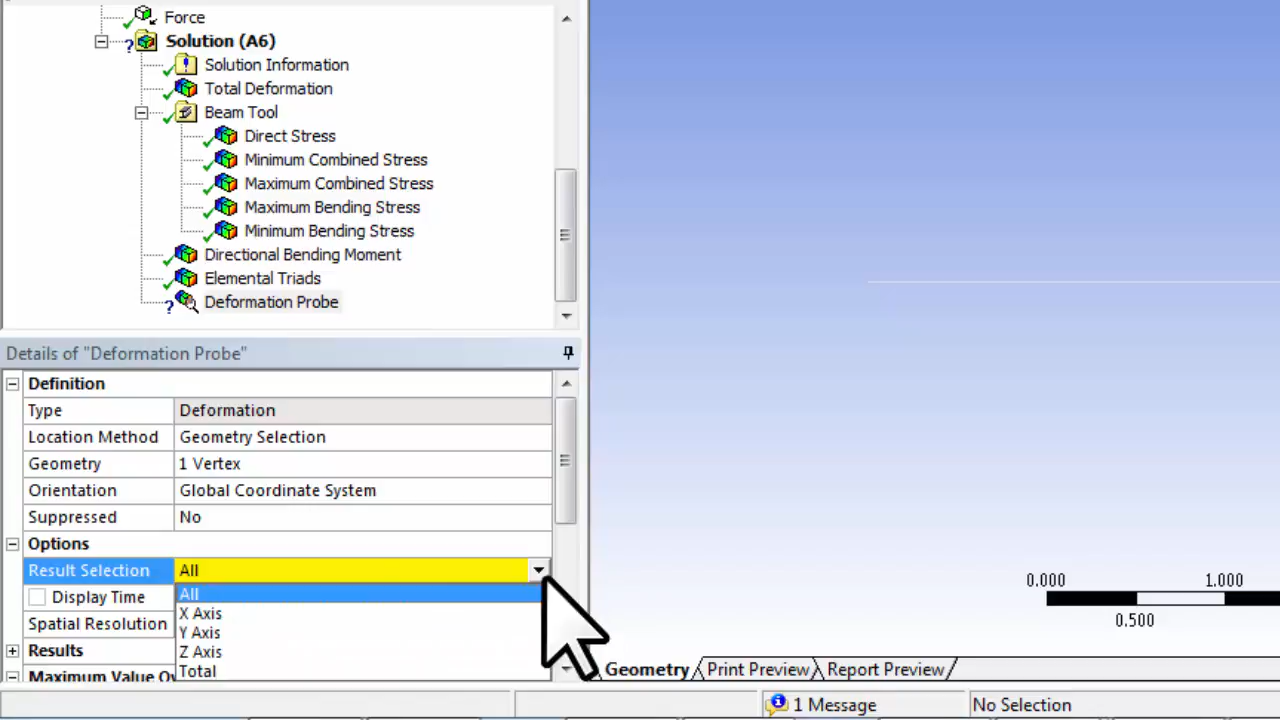 Force
Solution (A6)
Solution Information
Total Deformation
Beam Tool
Direct Stress
Minimum Combined Stress
Maximum Combined Stress
Maximum Bending Stress
Minimum Bending Stress
Directional Bending Moment
Elemental Triads
Deformation Probe
Details of "Deformation Probe"
Definition
Type Deformation
Location Method Geometry Selection
Geometry 1 Vertex
Orientation Global Coordinate System
Suppressed No
Options
Result Selection All
Display Time All
X Axis
Spatial Resolution Y Axis
Results Z Axis
Maximum Value Total
0.000 1.000
0.500
Geometry Print Preview Report Preview
1 Message No Selection